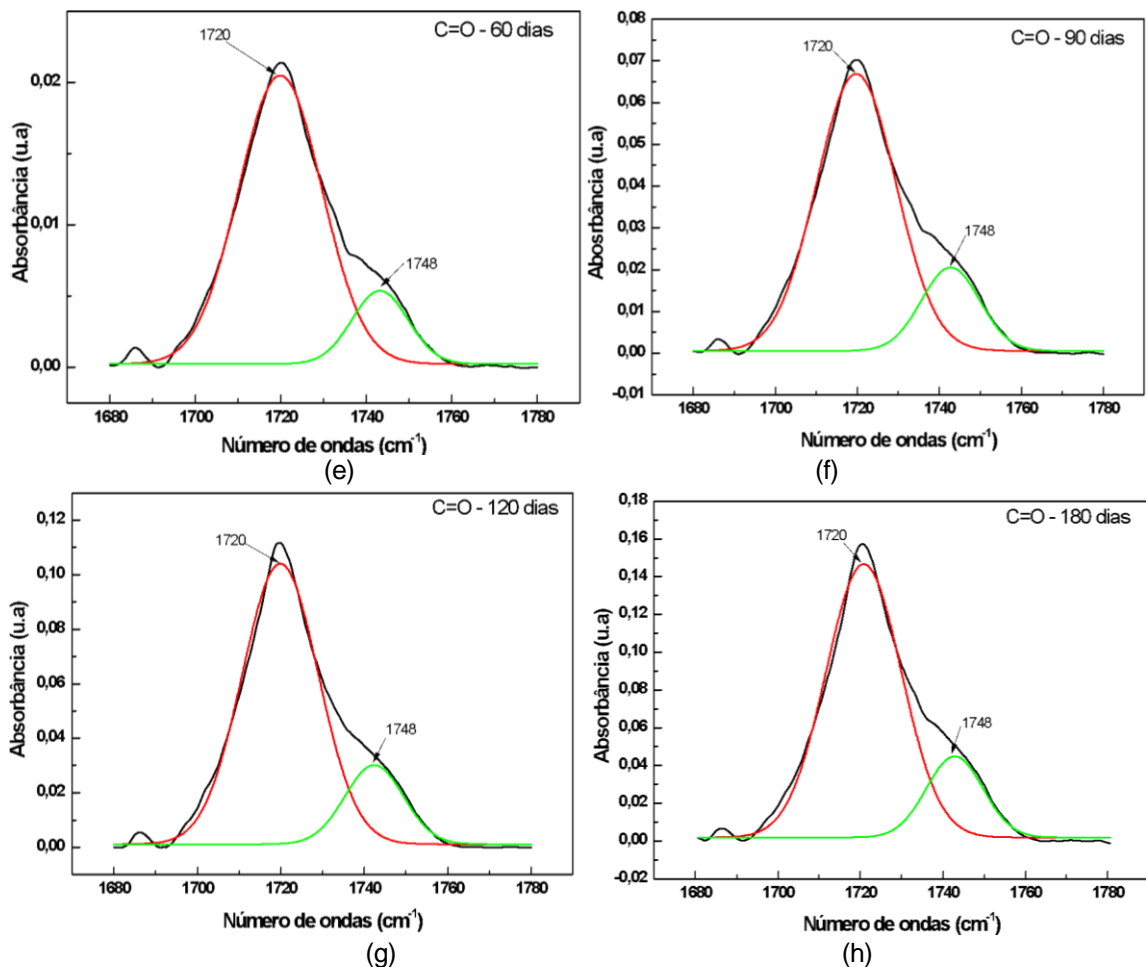 C=O - 60 dias
1720
1748
0,02
0,01
0,00
Absorbância (u.a)
1680 1700 1720 1740 1760 1780
Número de ondas (cm⁻¹)
(e)
C=O - 90 dias
1720
1748
0,08
0,07
0,06
0,05
0,04
0,03
0,02
0,01
0,00
-0,01
Abosrbância (u.a)
1680 1700 1720 1740 1760 1780
Número de ondas (cm⁻¹)
(f)
C=O - 120 dias
1720
1748
0,12
0,10
0,08
0,06
0,04
0,02
0,00
Absorbância (u.a)
1680 1700 1720 1740 1760 1780
Número de ondas (cm⁻¹)
(g)
C=O - 180 dias
1720
1748
0,18
0,16
0,14
0,12
0,10
0,08
0,06
0,04
0,02
0,00
-0,02
Absorbância (u.a)
1680 1700 1720 1740 1760 1780
Número de ondas (cm⁻¹)
(h)